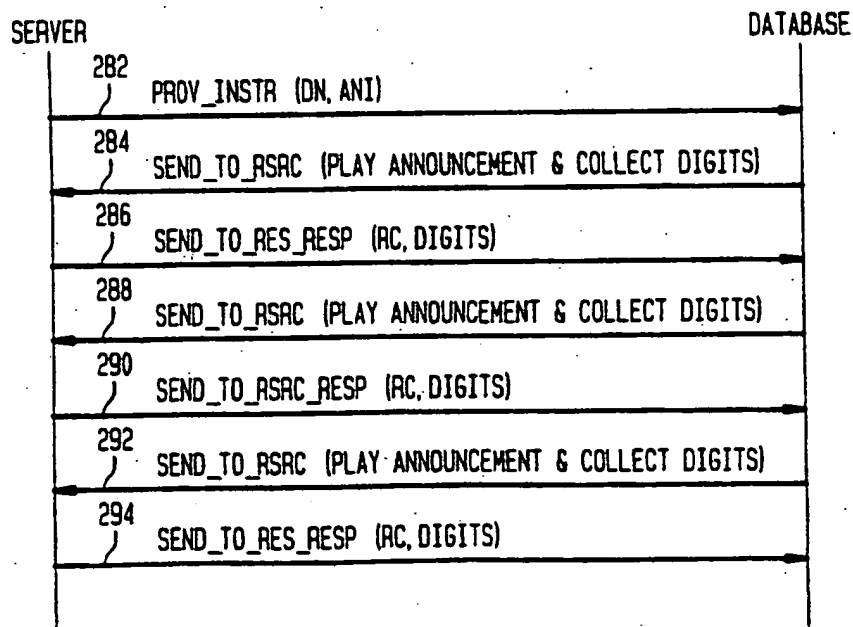 SERVER
DATABASE
282
PROV_INSTR (DN, ANI)
284
SEND_TO_RSRC (PLAY ANNOUNCEMENT & COLLECT DIGITS)
286
SEND_TO_RES_RESP (RC, DIGITS)
288
SEND_TO_RSRC (PLAY ANNOUNCEMENT & COLLECT DIGITS)
290
SEND_TO_RSRC_RESP (RC, DIGITS)
292
SEND_TO_RSRC (PLAY ANNOUNCEMENT & COLLECT DIGITS)
294
SEND_TO_RES_RESP (RC, DIGITS)